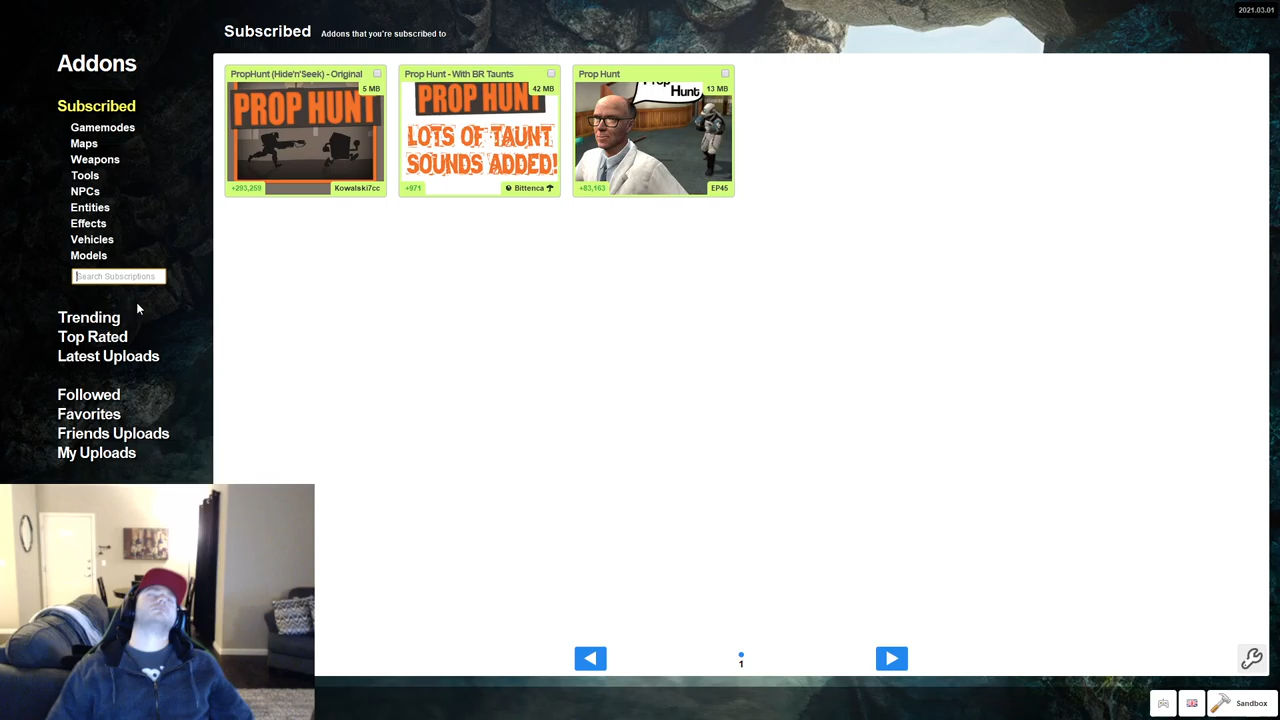 2021.03.01
Subscribed Addons that you're subscribed to
Addons
Subscribed
Gamemodes
Maps
Weapons
Tools
NPCs
Entities
Effects
Vehicles
Models
Search Subscriptions
Trending
Top Rated
Latest Uploads
Followed
Favorites
Friends Uploads
My Uploads
PropHunt (Hide'n'Seek) - Original
5 MB
PROP HUNT
+293,259
Kowalski7cc
Prop Hunt - With BR Taunts
42 MB
PROP HUNT
LOTS OF TAUNT
SOUNDS ADDED!
+971
Bittenca
Prop Hunt
13 MB
Prop
Hunt
+83,163
EP45
1
Sandbox